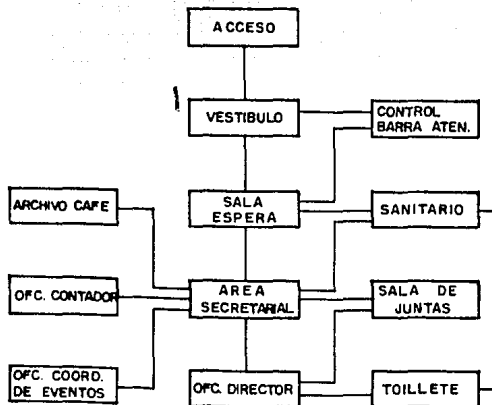 ACCESO
VESTIBULO
CONTROL
BARRA ATEN.
ARCHIVO CAFE
SALA
ESPERA
SANITARIO
OFC. CONTADOR
AREA
SECRETARIAL
SALA DE
JUNTAS
OFC. COORD.
DE EVENTOS
OFC. DIRECTOR
TOILLETE